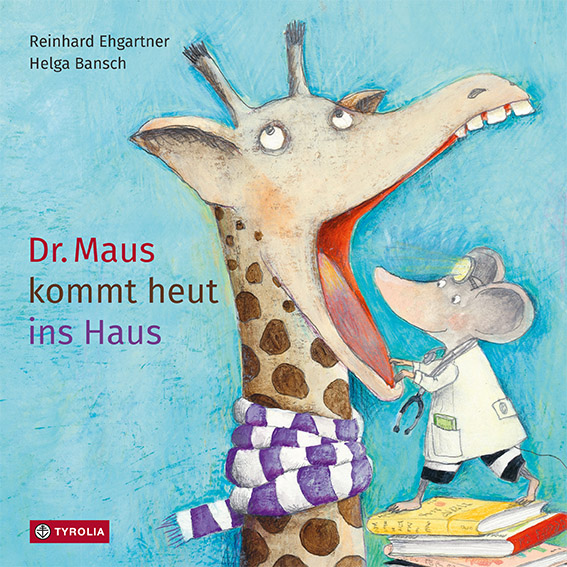 Reinhard Ehgartner
Helga Bansch
Dr. Maus
kommt heut
ins Haus
TYROLIA